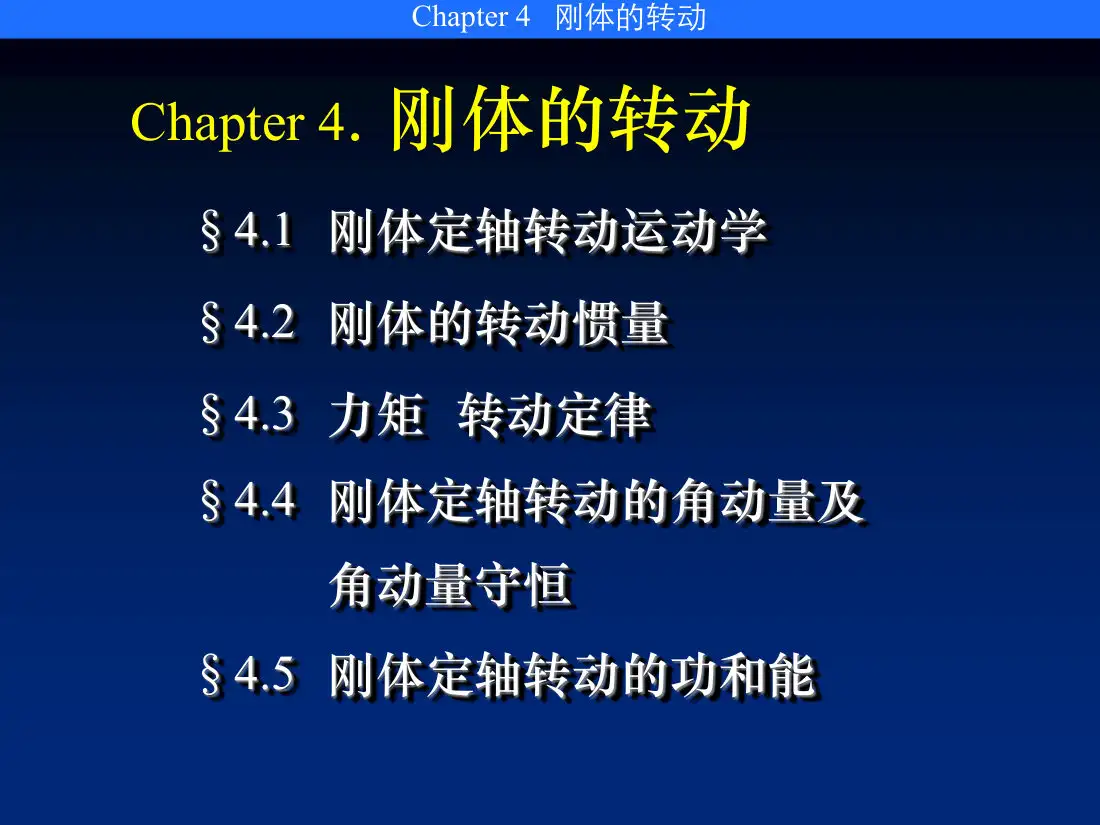 Chapter 4 刚体的转动
Chapter 4. 刚体的转动
§4.1 刚体定轴转动运动学
§4.2 刚体的转动惯量
§4.3 力矩 转动定律
§4.4 刚体定轴转动的角动量及
角动量守恒
§4.5 刚体定轴转动的功和能